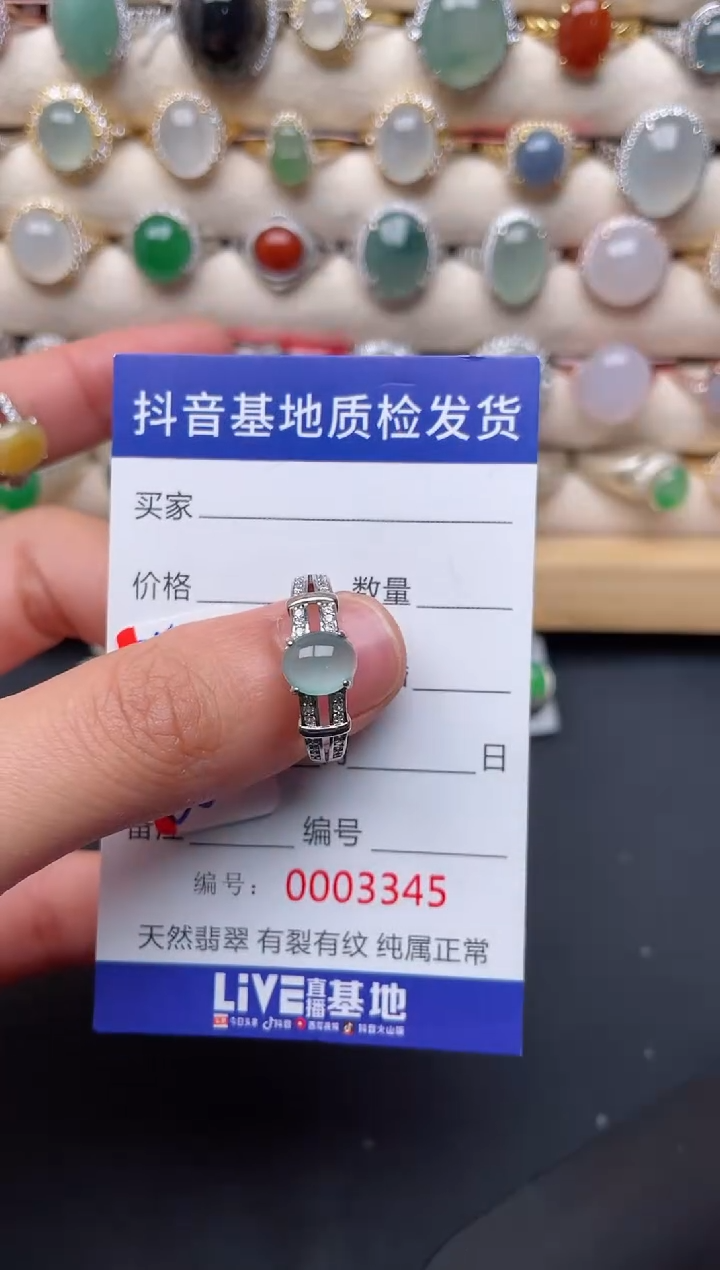 抖音基地质检发货
买家
价格 数量
日
备注 编号
编号： 0003345
天然翡翠 有裂有纹 纯属正常
LiVE直播基地
今日头条 抖音 西瓜视频 抖音火山版